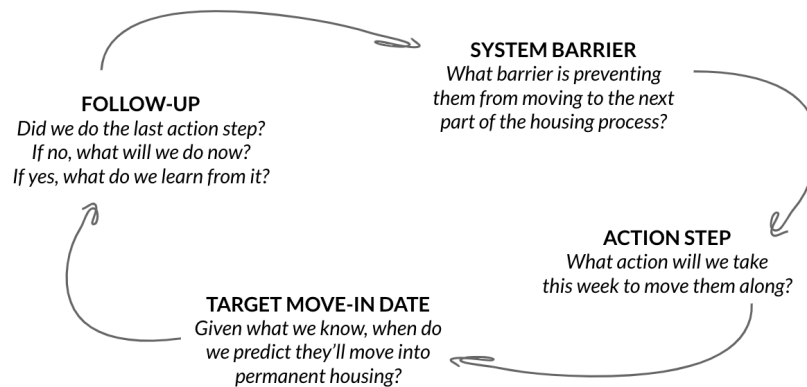 SYSTEM BARRIER
What barrier is preventing
them from moving to the next
part of the housing process?
ACTION STEP
What action will we take
this week to move them along?
TARGET MOVE-IN DATE
Given what we know, when do
we predict they’ll move into
permanent housing?
FOLLOW-UP
Did we do the last action step?
If no, what will we do now?
If yes, what do we learn from it?